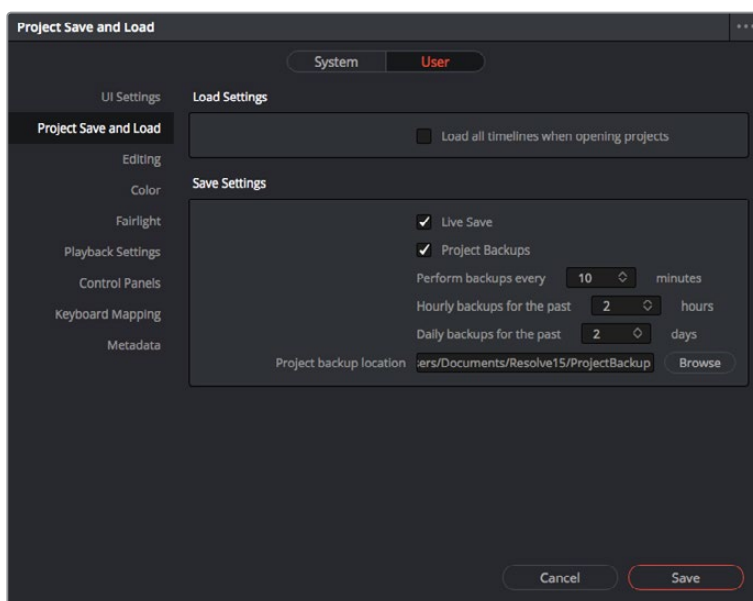 Project Save and Load
System User
UI Settings
Project Save and Load
Editing
Color
Fairlight
Playback Settings
Control Panels
Keyboard Mapping
Metadata
Load Settings
Load all timelines when opening projects
Save Settings
Live Save
Project Backups
Perform backups every 10 minutes
Hourly backups for the past 2 hours
Daily backups for the past 2 days
Project backup location ers/Documents/Resolve15/ProjectBackup Browse
Cancel Save